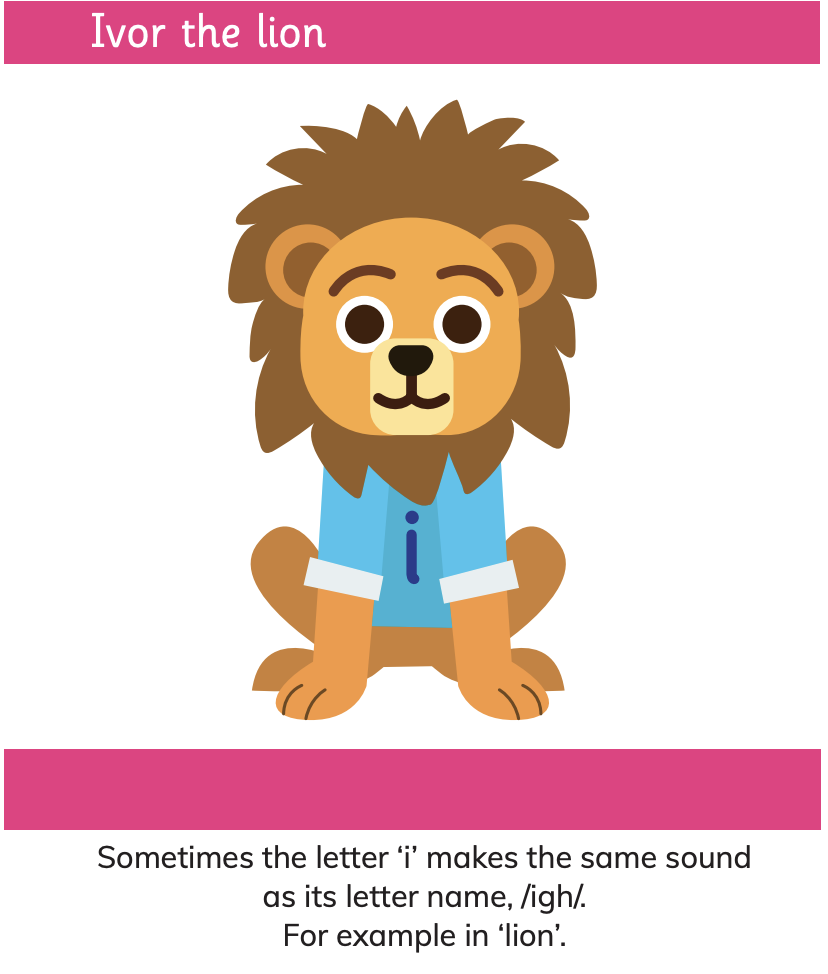 Ivor the lion
i
Sometimes the letter ‘i’ makes the same sound
as its letter name, /igh/.
For example in ‘lion’.